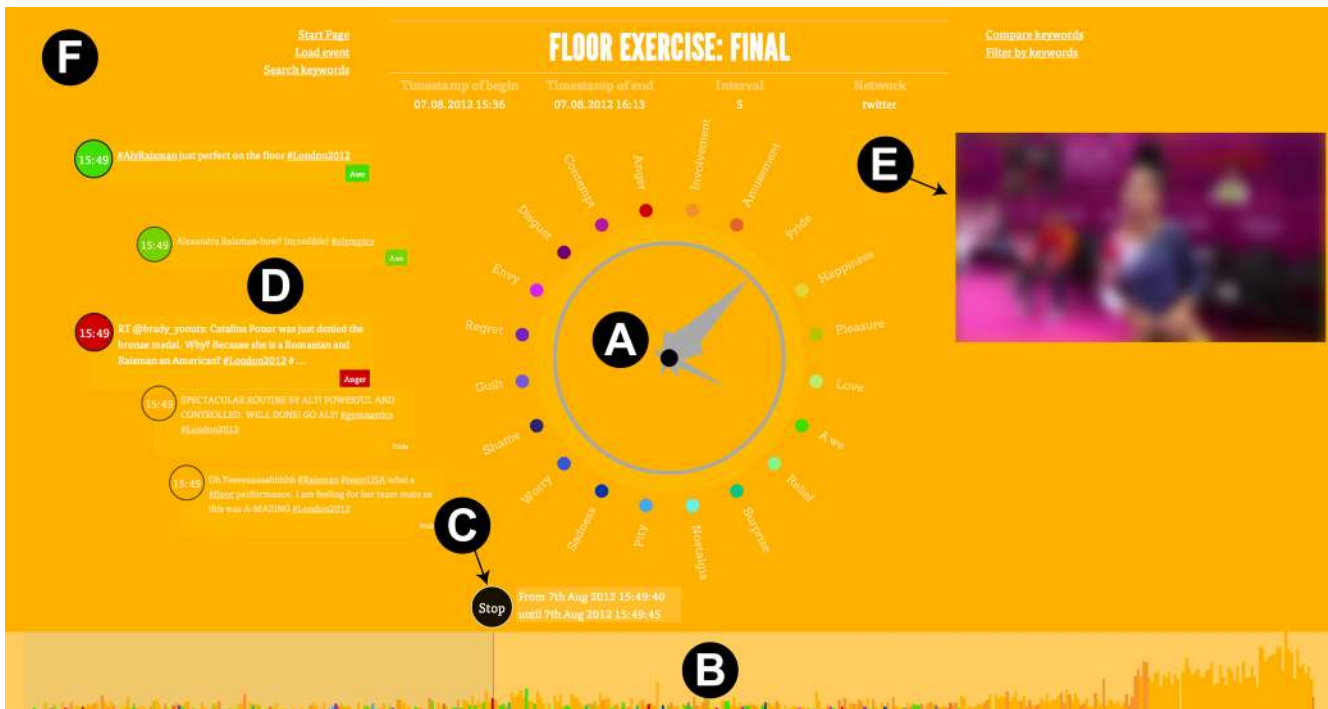 F
Start Page
Load event
Search keywords
FLOOR EXERCISE: FINAL
Compare keywords
Filter by keywords
Timestamp of begin
Timestamp of end
Interval
Network
07.08.2012 15:36
07.08.2012 16:13
5
twitter
15:49
#AlyRaisman just perfect on the floor #London2012
Awe
15:49
Alexandra Raisman-now!! Incredible! #olympics
Awe
D
15:49
RT @brady_yonuts: Catalina Ponor was just denied the
bronze medal. Why? Because she is a Romanian and
Raisman an American? #London2012 # ...
Anger
15:49
SPECTACULAR ROUTINE BY ALY! POWERFUL AND
CONTROLLED. WELL DONE! GO ALY! #gymnastics
#London2012
Pride
15:49
Oh Yeeeaaaaahhhhh #Raisman #teamUSA what a
#floor performance. I am feeling for her team mate as
this was A-MAZING #London2012
A
Anger
Involvement
Amusement
Pride
Happiness
Pleasure
Love
Awe
Relief
Surprise
Nostalgia
Pity
Sadness
Worry
Shame
Guilt
Regret
Envy
Disgust
Contempt
E
C
Stop
From 7th Aug 2012 15:49:40
until 7th Aug 2012 15:49:45
B